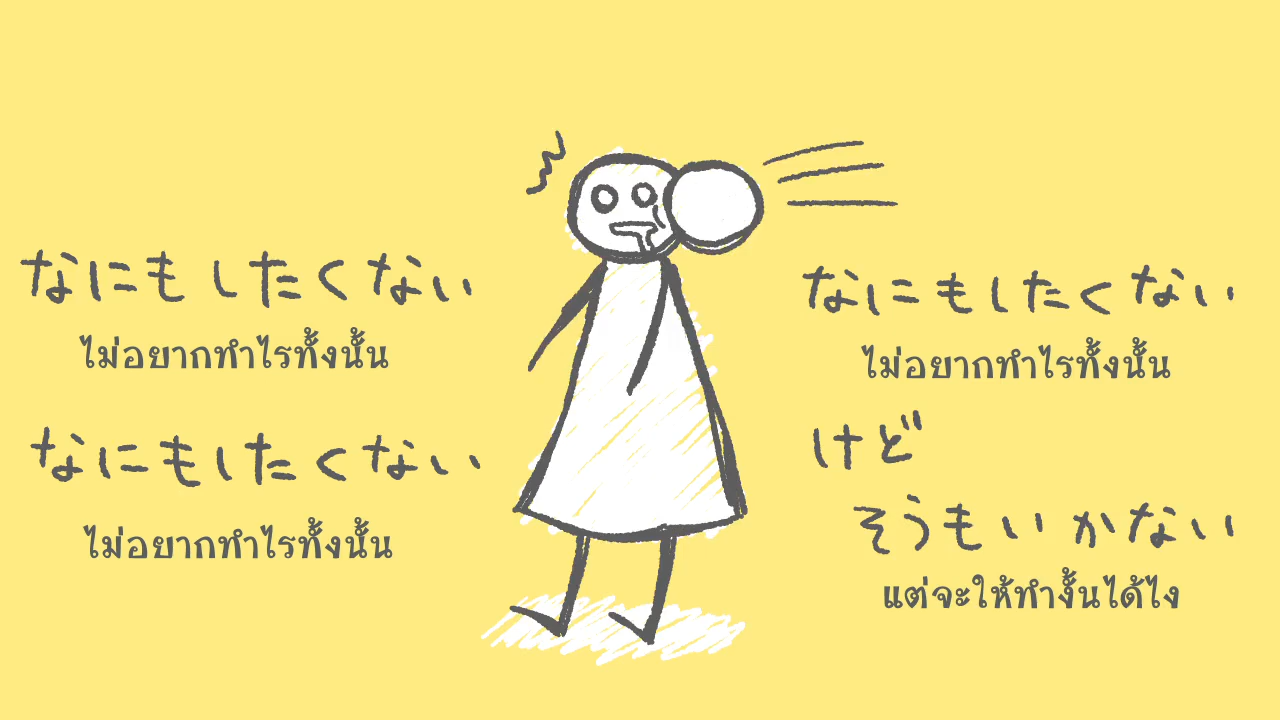 なにもしたくない
ไม่อยากทำไรทั้งนั้น
なにもしたくない
ไม่อยากทำไรทั้งนั้น
なにもしたくない
ไม่อยากทำไรทั้งนั้น
けど
そうもいかない
แต่จะให้ทำงั้นได้ไง